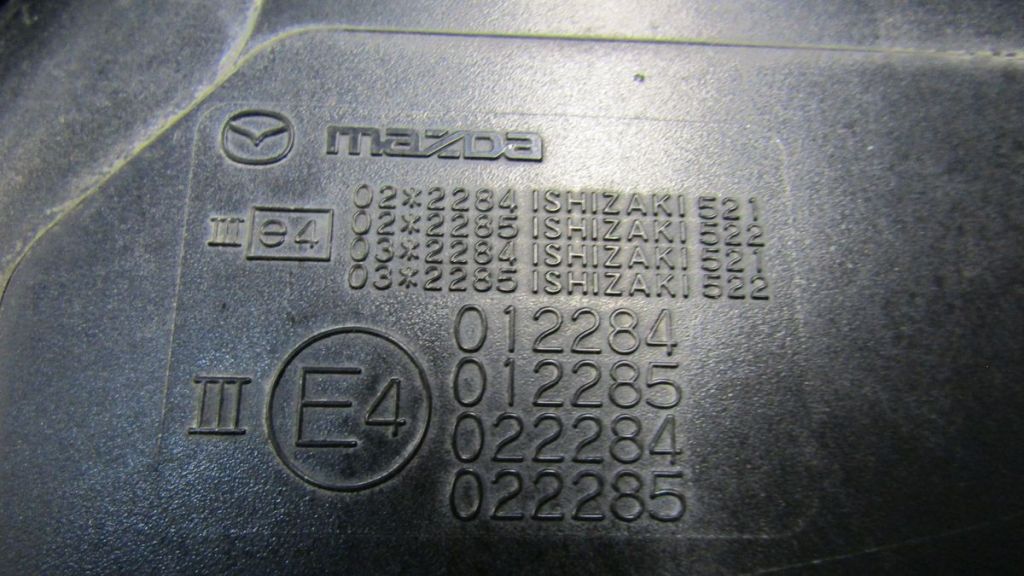 mazda
02*2284 ISHIZAKI 521
02*2285 ISHIZAKI 522
III e4
03*2284 ISHIZAKI 521
03*2285 ISHIZAKI 522
012284
012285
III E4
022284
022285